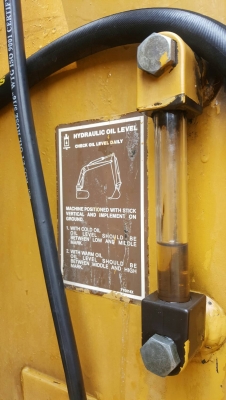 HYDRAULIC OIL LEVEL
CHECK OIL LEVEL DAILY
MACHINE POSITIONED WITH STICK
VERTICAL AND IMPLEMENT ON
GROUND.
1. WITH COLD OIL
OIL LEVEL SHOULD BE
BETWEEN LOW AND MIDDLE
MARK.
2. WITH WARM OIL
OIL LEVEL SHOULD BE
BETWEEN MIDDLE AND HIGH
MARK.